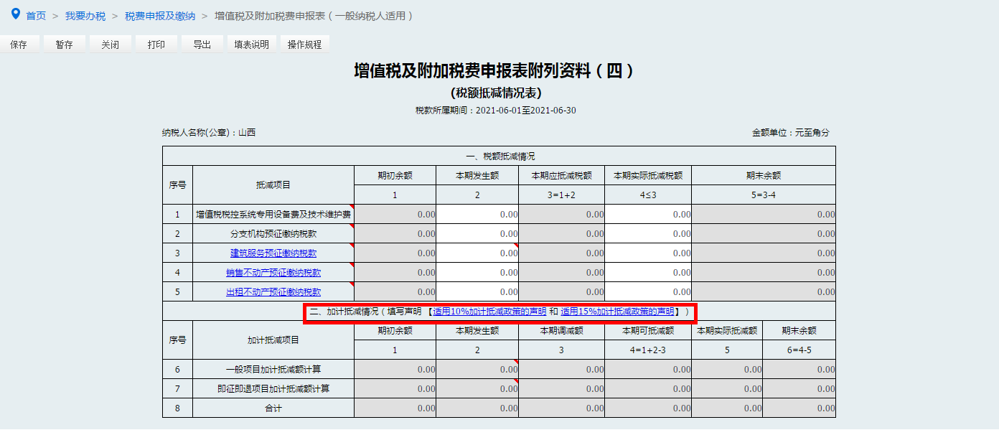 首页 > 我要办税 > 税费申报及缴纳 > 增值税及附加税费申报表（一般纳税人适用）
保存 暂存 关闭 打印 导出 填表说明 操作规程
增值税及附加税费申报表附列资料（四）
(税额抵减情况表)
税款所属期间：2021-06-01至2021-06-30
纳税人名称(公章)：山西 金额单位：元至角分
一、税额抵减情况
序号 抵减项目 期初余额 本期发生额 本期应抵减税额 本期实际抵减税额 期末余额
1 2 3=1+2 4≤3 5=3-4
1 增值税税控系统专用设备费及技术维护费 0.00 0.00 0.00 0.00 0.00
2 分支机构预征缴纳税款 0.00 0.00 0.00 0.00 0.00
3 建筑服务预征缴纳税款 0.00 0.00 0.00 0.00 0.00
4 销售不动产预征缴纳税款 0.00 0.00 0.00 0.00 0.00
5 出租不动产预征缴纳税款 0.00 0.00 0.00 0.00 0.00
二、加计抵减情况（填写声明 【适用10%加计抵减政策的声明 和 适用15%加计抵减政策的声明】）
序号 加计抵减项目 期初余额 本期发生额 本期调减额 本期可抵减额 本期实际抵减额 期末余额
1 2 3 4=1+2-3 5 6=4-5
6 一般项目加计抵减额计算 0.00 0.00 0.00 0.00 0.00 0.00
7 即征即退项目加计抵减额计算 0.00 0.00 0.00 0.00 0.00 0.00
8 合计 0.00 0.00 0.00 0.00 0.00 0.00